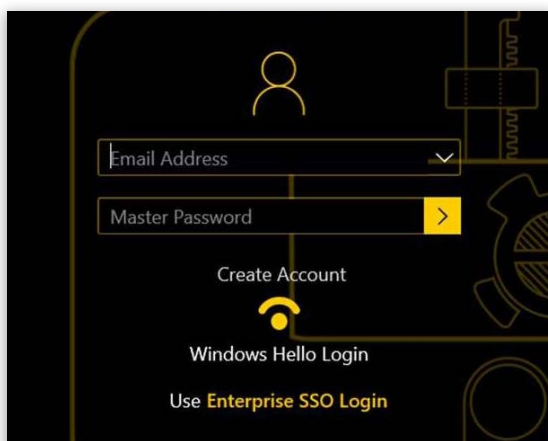 Email Address
Master Password
Create Account
Windows Hello Login
Use Enterprise SSO Login